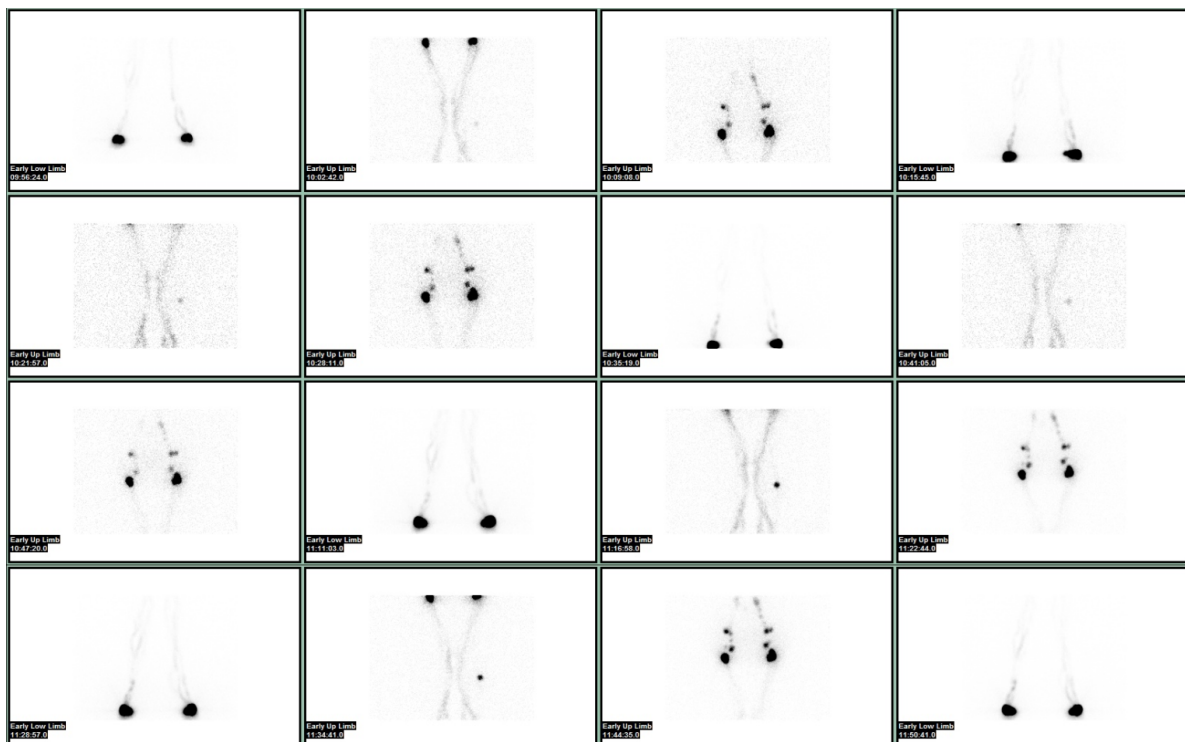 Early Low Limb
09:56:24.0
Early Up Limb
10:02:42.0
Early Up Limb
10:09:08.0
Early Low Limb
10:15:45.0
Early Up Limb
10:21:57.0
Early Up Limb
10:28:11.0
Early Low Limb
10:35:19.0
Early Up Limb
10:41:05.0
Early Up Limb
10:47:20.0
Early Low Limb
11:11:03.0
Early Up Limb
11:16:58.0
Early Up Limb
11:22:44.0
Early Low Limb
11:28:57.0
Early Up Limb
11:34:41.0
Early Up Limb
11:44:35.0
Early Low Limb
11:50:41.0